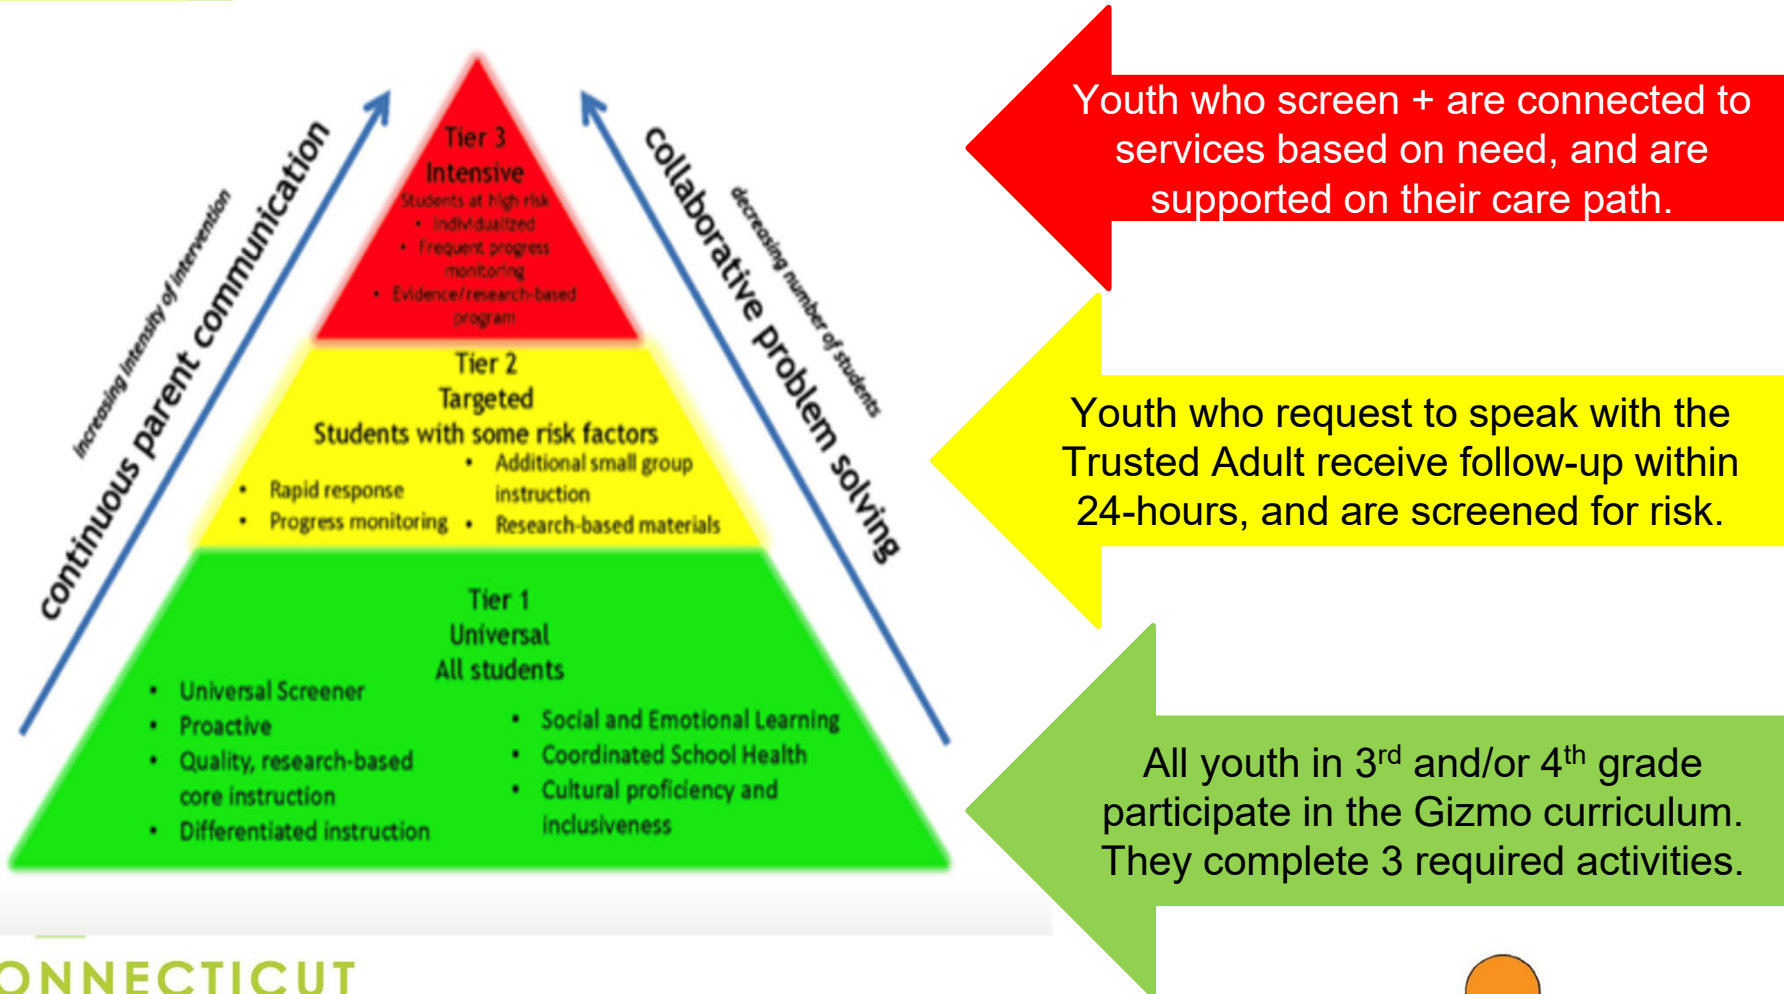 increasing intensity of intervention
continuous parent communication
collaborative problem solving
decreasing number of students
Tier 3
Intensive
Students at high risk
• Individualized
• Frequent progress
monitoring
• Evidence/research-based
program
Tier 2
Targeted
Students with some risk factors
• Rapid response
• Progress monitoring
• Additional small group
instruction
• Research-based materials
Tier 1
Universal
All students
• Universal Screener
• Proactive
• Quality, research-based
core instruction
• Differentiated instruction
• Social and Emotional Learning
• Coordinated School Health
• Cultural proficiency and
inclusiveness
Youth who screen + are connected to
services based on need, and are
supported on their care path.
Youth who request to speak with the
Trusted Adult receive follow-up within
24-hours, and are screened for risk.
All youth in 3rd and/or 4th grade
participate in the Gizmo curriculum.
They complete 3 required activities.
ONNECTICUT